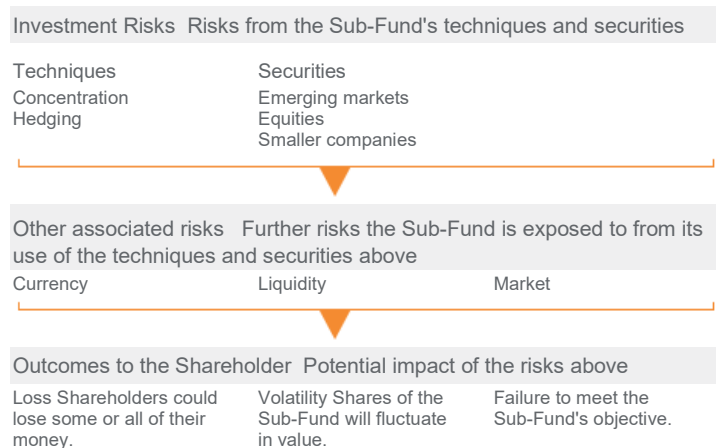 Investment Risks Risks from the Sub-Fund's techniques and securities
Techniques
Concentration
Hedging
Securities
Emerging markets
Equities
Smaller companies
Other associated risks Further risks the Sub-Fund is exposed to from its
use of the techniques and securities above
Currency
Liquidity
Market
Outcomes to the Shareholder Potential impact of the risks above
Loss Shareholders could
lose some or all of their
money.
Volatility Shares of the
Sub-Fund will fluctuate
in value.
Failure to meet the
Sub-Fund's objective.